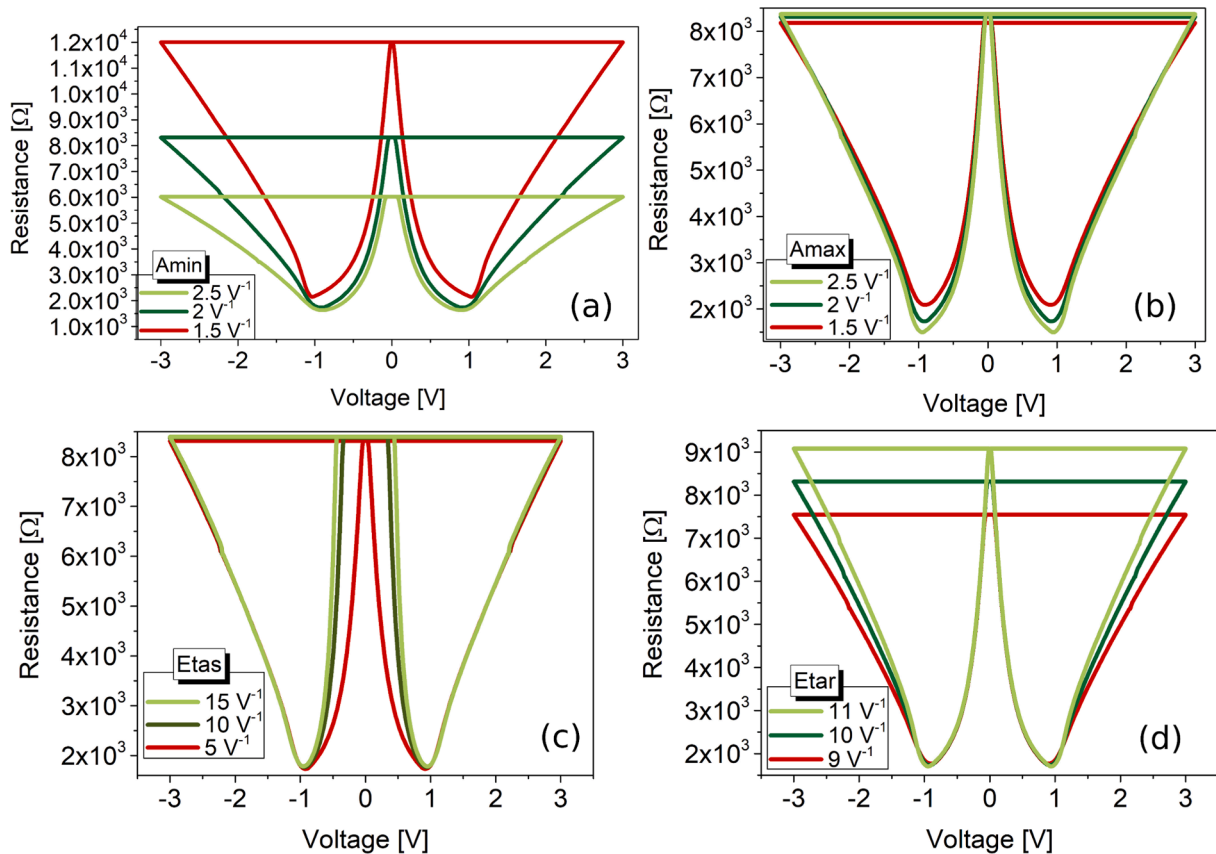 1.2x10⁴
1.1x10⁴
1.0x10⁴
9.0x10³
8.0x10³
7.0x10³
6.0x10³
5.0x10³
4.0x10³
3.0x10³
2.0x10³
1.0x10³
Resistance [Ω]
Amin
2.5 V⁻¹
2 V⁻¹
1.5 V⁻¹
(a)
-3 -2 -1 0 1 2 3
Voltage [V]
8x10³
7x10³
6x10³
5x10³
4x10³
3x10³
2x10³
Resistance [Ω]
Amax
2.5 V⁻¹
2 V⁻¹
1.5 V⁻¹
(b)
-3 -2 -1 0 1 2 3
Voltage [V]
8x10³
7x10³
6x10³
5x10³
4x10³
3x10³
2x10³
Resistance [Ω]
Etas
15 V⁻¹
10 V⁻¹
5 V⁻¹
(c)
-3 -2 -1 0 1 2 3
Voltage [V]
9x10³
8x10³
7x10³
6x10³
5x10³
4x10³
3x10³
2x10³
Resistance [Ω]
Etar
11 V⁻¹
10 V⁻¹
9 V⁻¹
(d)
-3 -2 -1 0 1 2 3
Voltage [V]